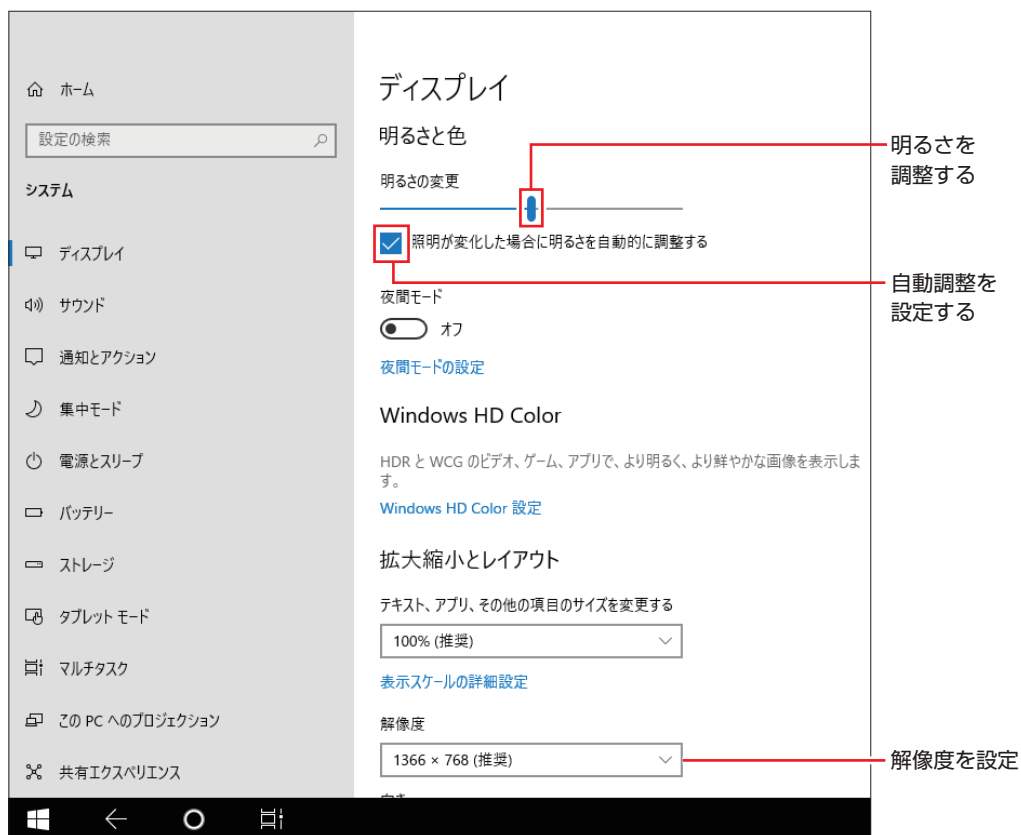 ホーム
設定の検索
システム
ディスプレイ
サウンド
通知とアクション
集中モード
電源とスリープ
バッテリー
ストレージ
タブレット モード
マルチタスク
この PC へのプロジェクション
共有エクスペリエンス
ディスプレイ
明るさと色
明るさの変更
照明が変化した場合に明るさを自動的に調整する
夜間モード
オフ
夜間モードの設定
Windows HD Color
HDR と WCG のビデオ、ゲーム、アプリで、より明るく、より鮮やかな画像を表示しま
す。
Windows HD Color 設定
拡大縮小とレイアウト
テキスト、アプリ、その他の項目のサイズを変更する
100% (推奨)
表示スケールの詳細設定
解像度
1366 × 768 (推奨)
明るさを
調整する
自動調整を
設定する
解像度を設定